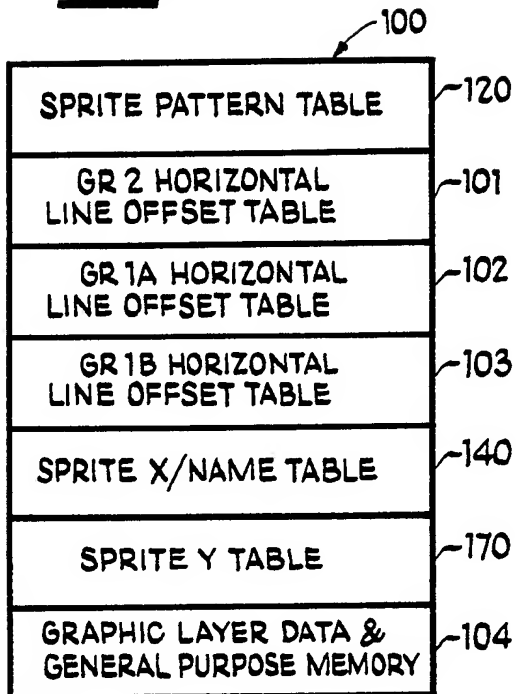 100
SPRITE PATTERN TABLE
120
GR 2 HORIZONTAL
LINE OFFSET TABLE
101
GR 1A HORIZONTAL
LINE OFFSET TABLE
102
GR 1B HORIZONTAL
LINE OFFSET TABLE
103
SPRITE X/NAME TABLE
140
SPRITE Y TABLE
170
GRAPHIC LAYER DATA &
GENERAL PURPOSE MEMORY
104